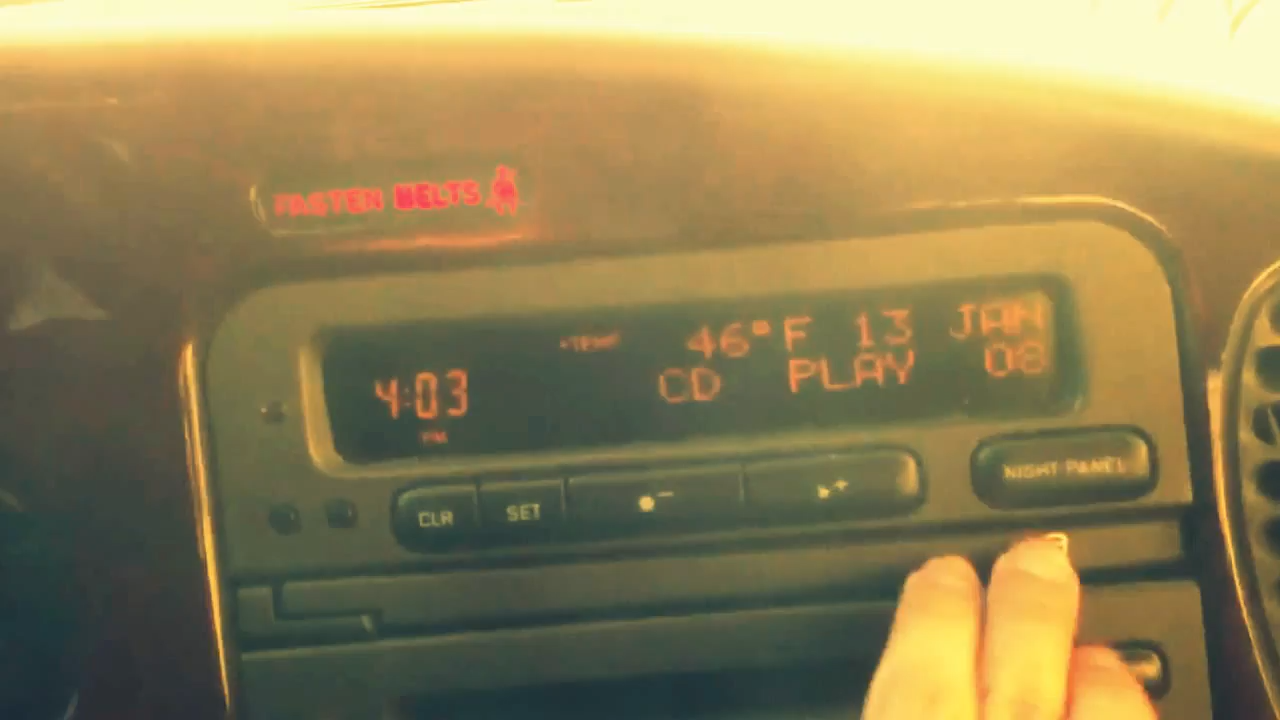 FASTEN BELTS
•TEMP 46°F 13 JAN
4:03 CD PLAY 08
PM
CLR SET - + NIGHT PANEL